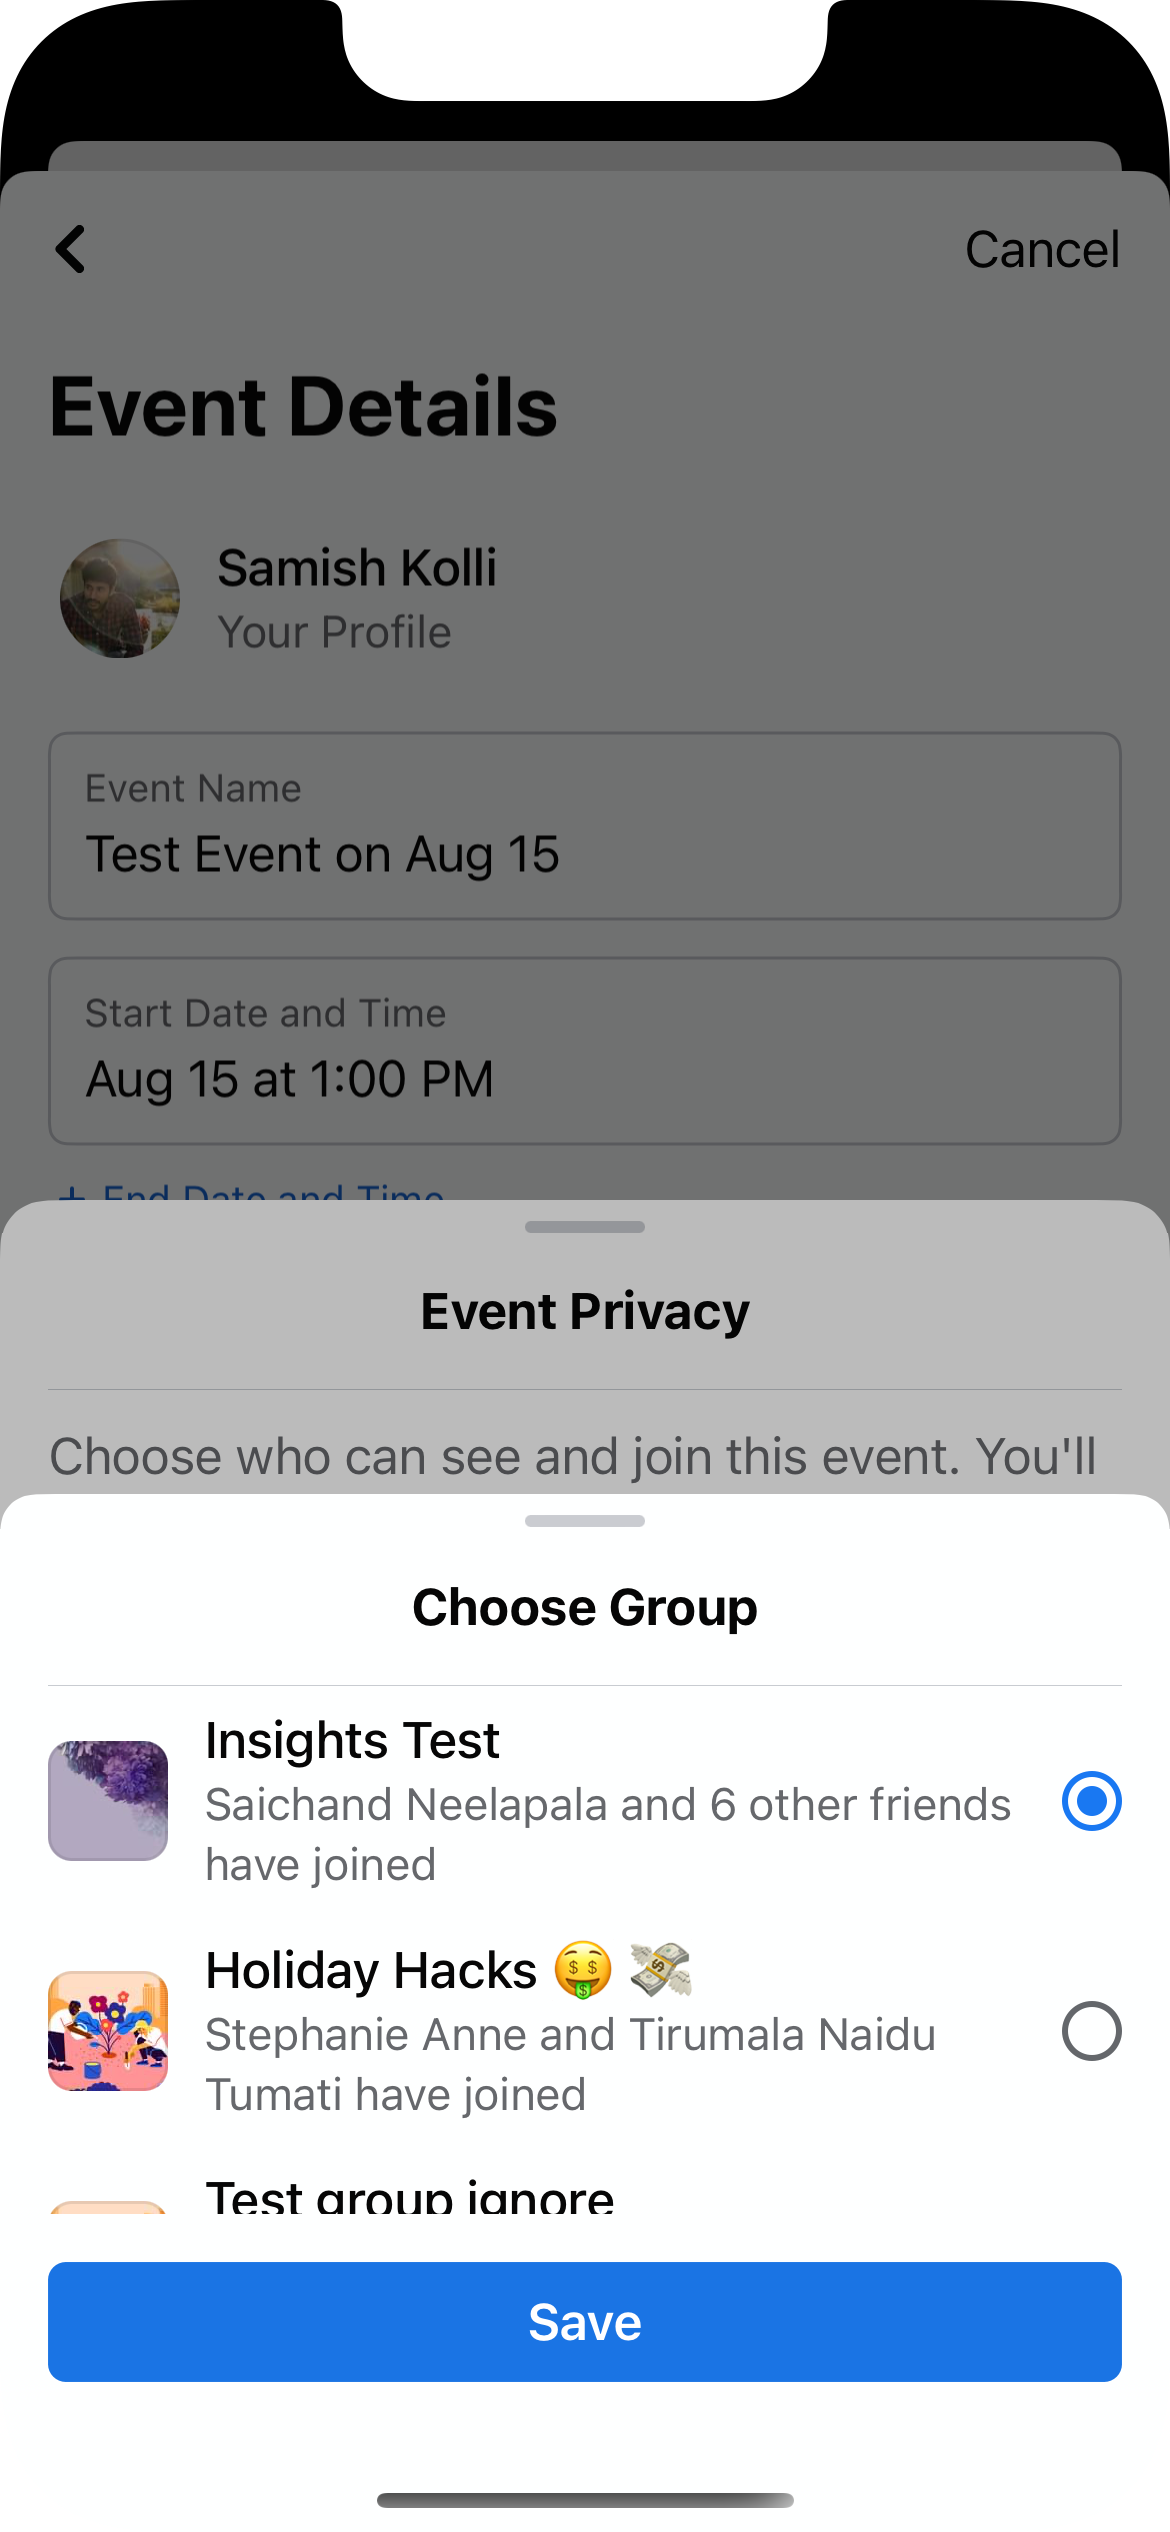 Cancel
Event Details
Samish Kolli
Your Profile
Event Name
Test Event on Aug 15
Start Date and Time
Aug 15 at 1:00 PM
+ End Date and Time
Event Privacy
Choose who can see and join this event. You'll
Choose Group
Insights Test
Saichand Neelapala and 6 other friends
have joined
Holiday Hacks 🤑 💸
Stephanie Anne and Tirumala Naidu
Tumati have joined
Test group ignore
Save